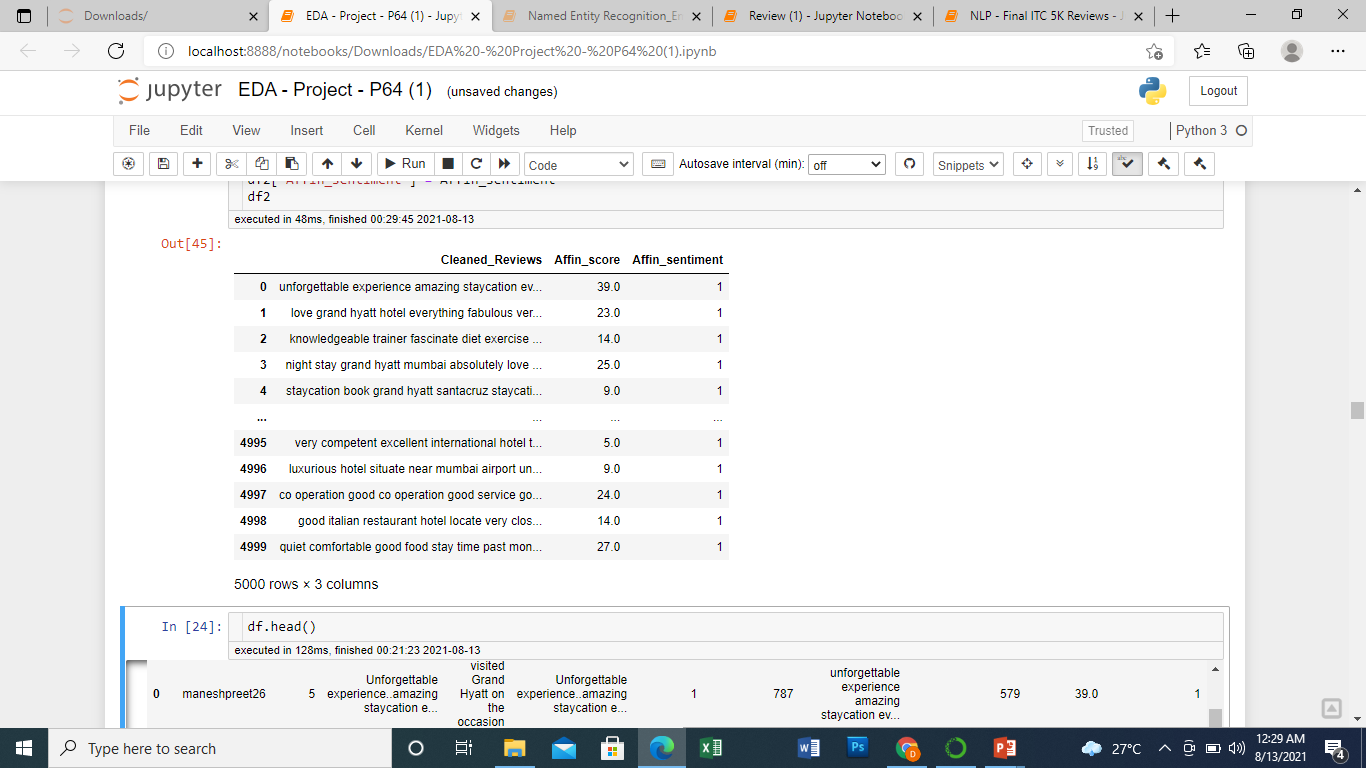 Downloads/
EDA - Project - P64 (1) - Jupyt
Named Entity Recognition_En
Review (1) - Jupyter Noteboo
NLP - Final ITC 5K Reviews - J
localhost:8888/notebooks/Downloads/EDA%20-%20Project%20-%20P64%20(1).ipynb
jupyter EDA - Project - P64 (1) (unsaved changes)
Logout
File Edit View Insert Cell Kernel Widgets Help
Trusted Python 3
Run Code Autosave interval (min): off Snippets
df2['Affin_sentiment'] = Affin_sentiment
df2
executed in 48ms, finished 00:29:45 2021-08-13
Out[45]:
Cleaned_Reviews Affin_score Affin_sentiment
0 unforgettable experience amazing staycation ev... 39.0 1
1 love grand hyatt hotel everything fabulous ver... 23.0 1
2 knowledgeable trainer fascinate diet exercise ... 14.0 1
3 night stay grand hyatt mumbai absolutely love ... 25.0 1
4 staycation book grand hyatt santacruz staycati... 9.0 1
... ... ... ...
4995 very competent excellent international hotel t... 5.0 1
4996 luxurious hotel situate near mumbai airport un... 9.0 1
4997 co operation good co operation good service go... 24.0 1
4998 good italian restaurant hotel locate very clos... 14.0 1
4999 quiet comfortable good food stay time past mon... 27.0 1
5000 rows × 3 columns
In [24]: df.head()
executed in 128ms, finished 00:21:23 2021-08-13
0
maneshpreet26
5
Unforgettable
experience..amazing
staycation e...
visited
Grand
Hyatt on
the
occasion
Unforgettable
experience..amazing
staycation e...
1
787
unforgettable
experience
amazing
staycation ev...
579
39.0
1
Type here to search
27°C
12:29 AM
8/13/2021
4